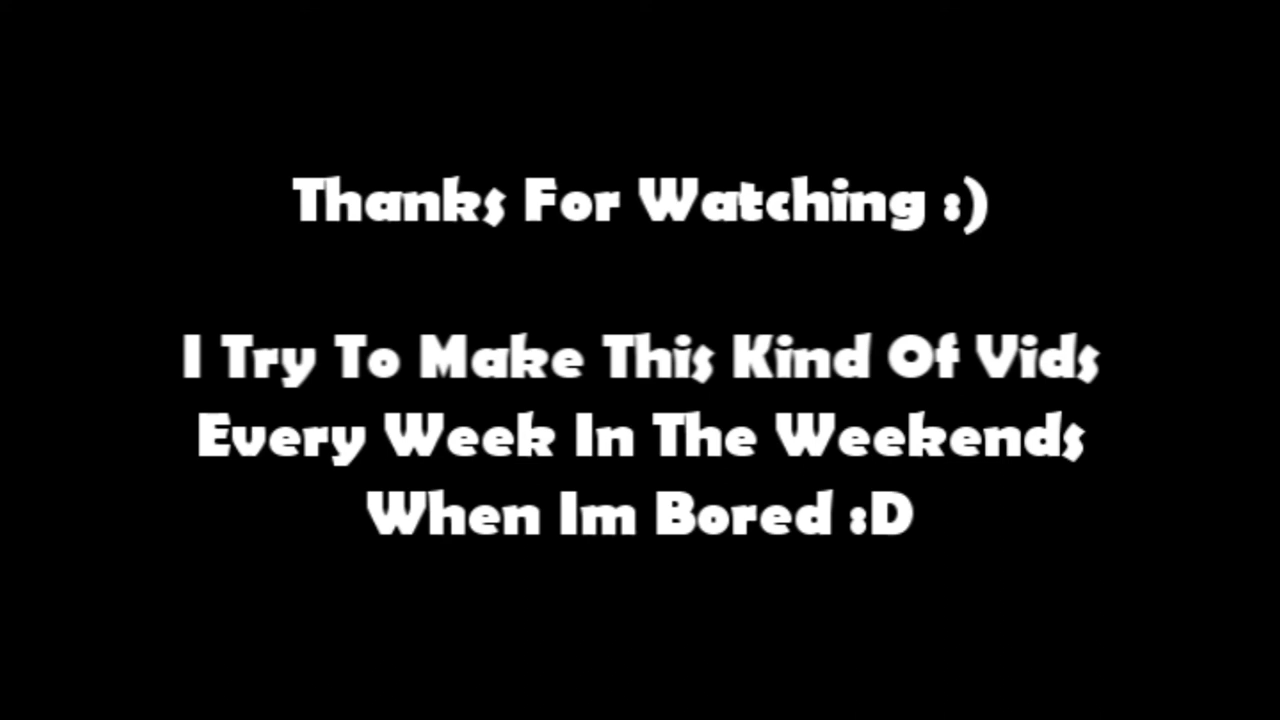 Thanks For Watching :)
I Try To Make This Kind Of Vids
Every Week In The Weekends
When Im Bored :D